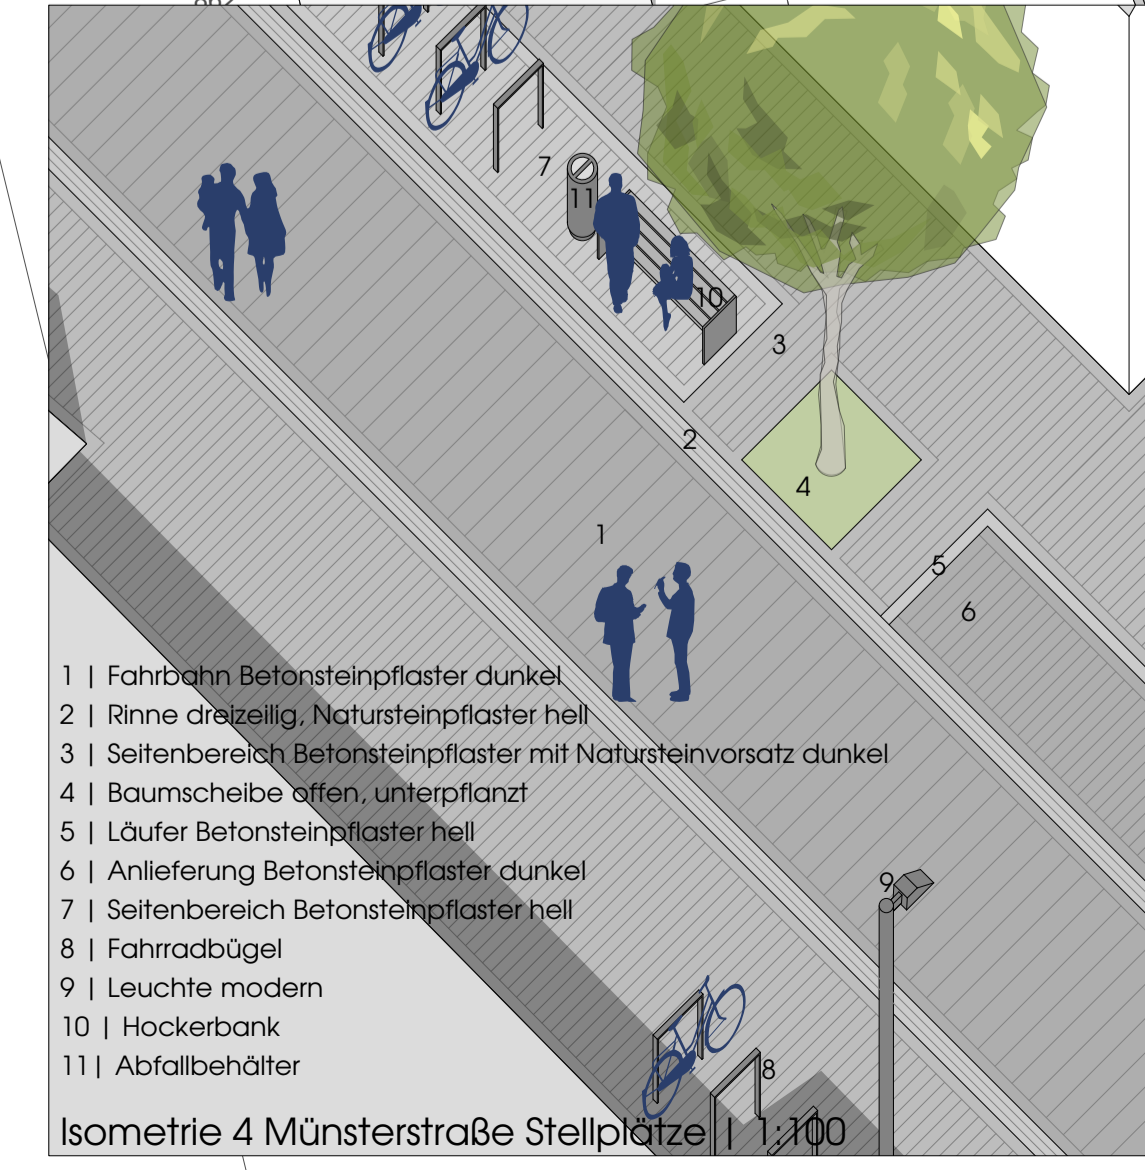 7
11
10
3
2
4
1
5
6
1 | Fahrbahn Betonsteinpflaster dunkel
2 | Rinne dreizeilig, Natursteinpflaster hell
3 | Seitenbereich Betonsteinpflaster mit Natursteinvorsatz dunkel
4 | Baumscheibe offen, unterpflanzt
5 | Läufer Betonsteinpflaster hell
6 | Anlieferung Betonsteinpflaster dunkel
9
7 | Seitenbereich Betonsteinpflaster hell
8 | Fahrradbügel
9 | Leuchte modern
10 | Hockerbank
11| Abfallbehälter
8
Isometrie 4 Münsterstraße Stellplätze | 1:100